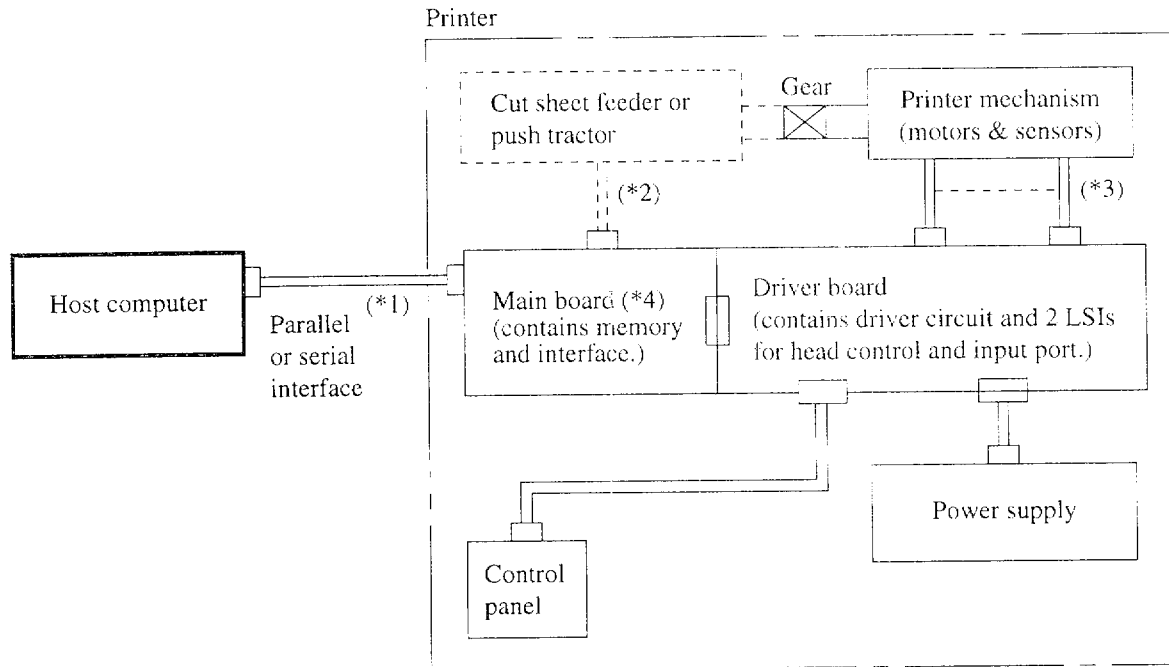 Printer
Cut sheet feeder or
push tractor
Gear
Printer mechanism
(motors & sensors)
(*2)
(*3)
Host computer
(*1)
Parallel
or serial
interface
Main board (*4)
(contains memory
and interface.)
Driver board
(contains driver circuit and 2 LSIs
for head control and input port.)
Power supply
Control
panel